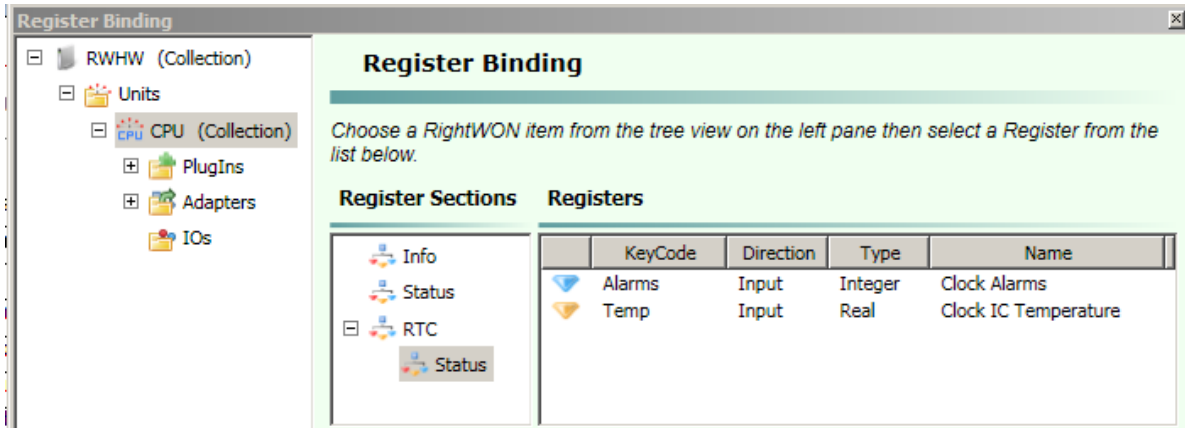 Register Binding
RWHW (Collection)
Units
CPU
CPU (Collection)
PlugIns
Adapters
IOs
Register Binding
Choose a RightWON item from the tree view on the left pane then select a Register from the
list below.
Register Sections
Info
Status
RTC
Status
Registers
KeyCode Direction Type Name
Alarms Input Integer Clock Alarms
Temp Input Real Clock IC Temperature